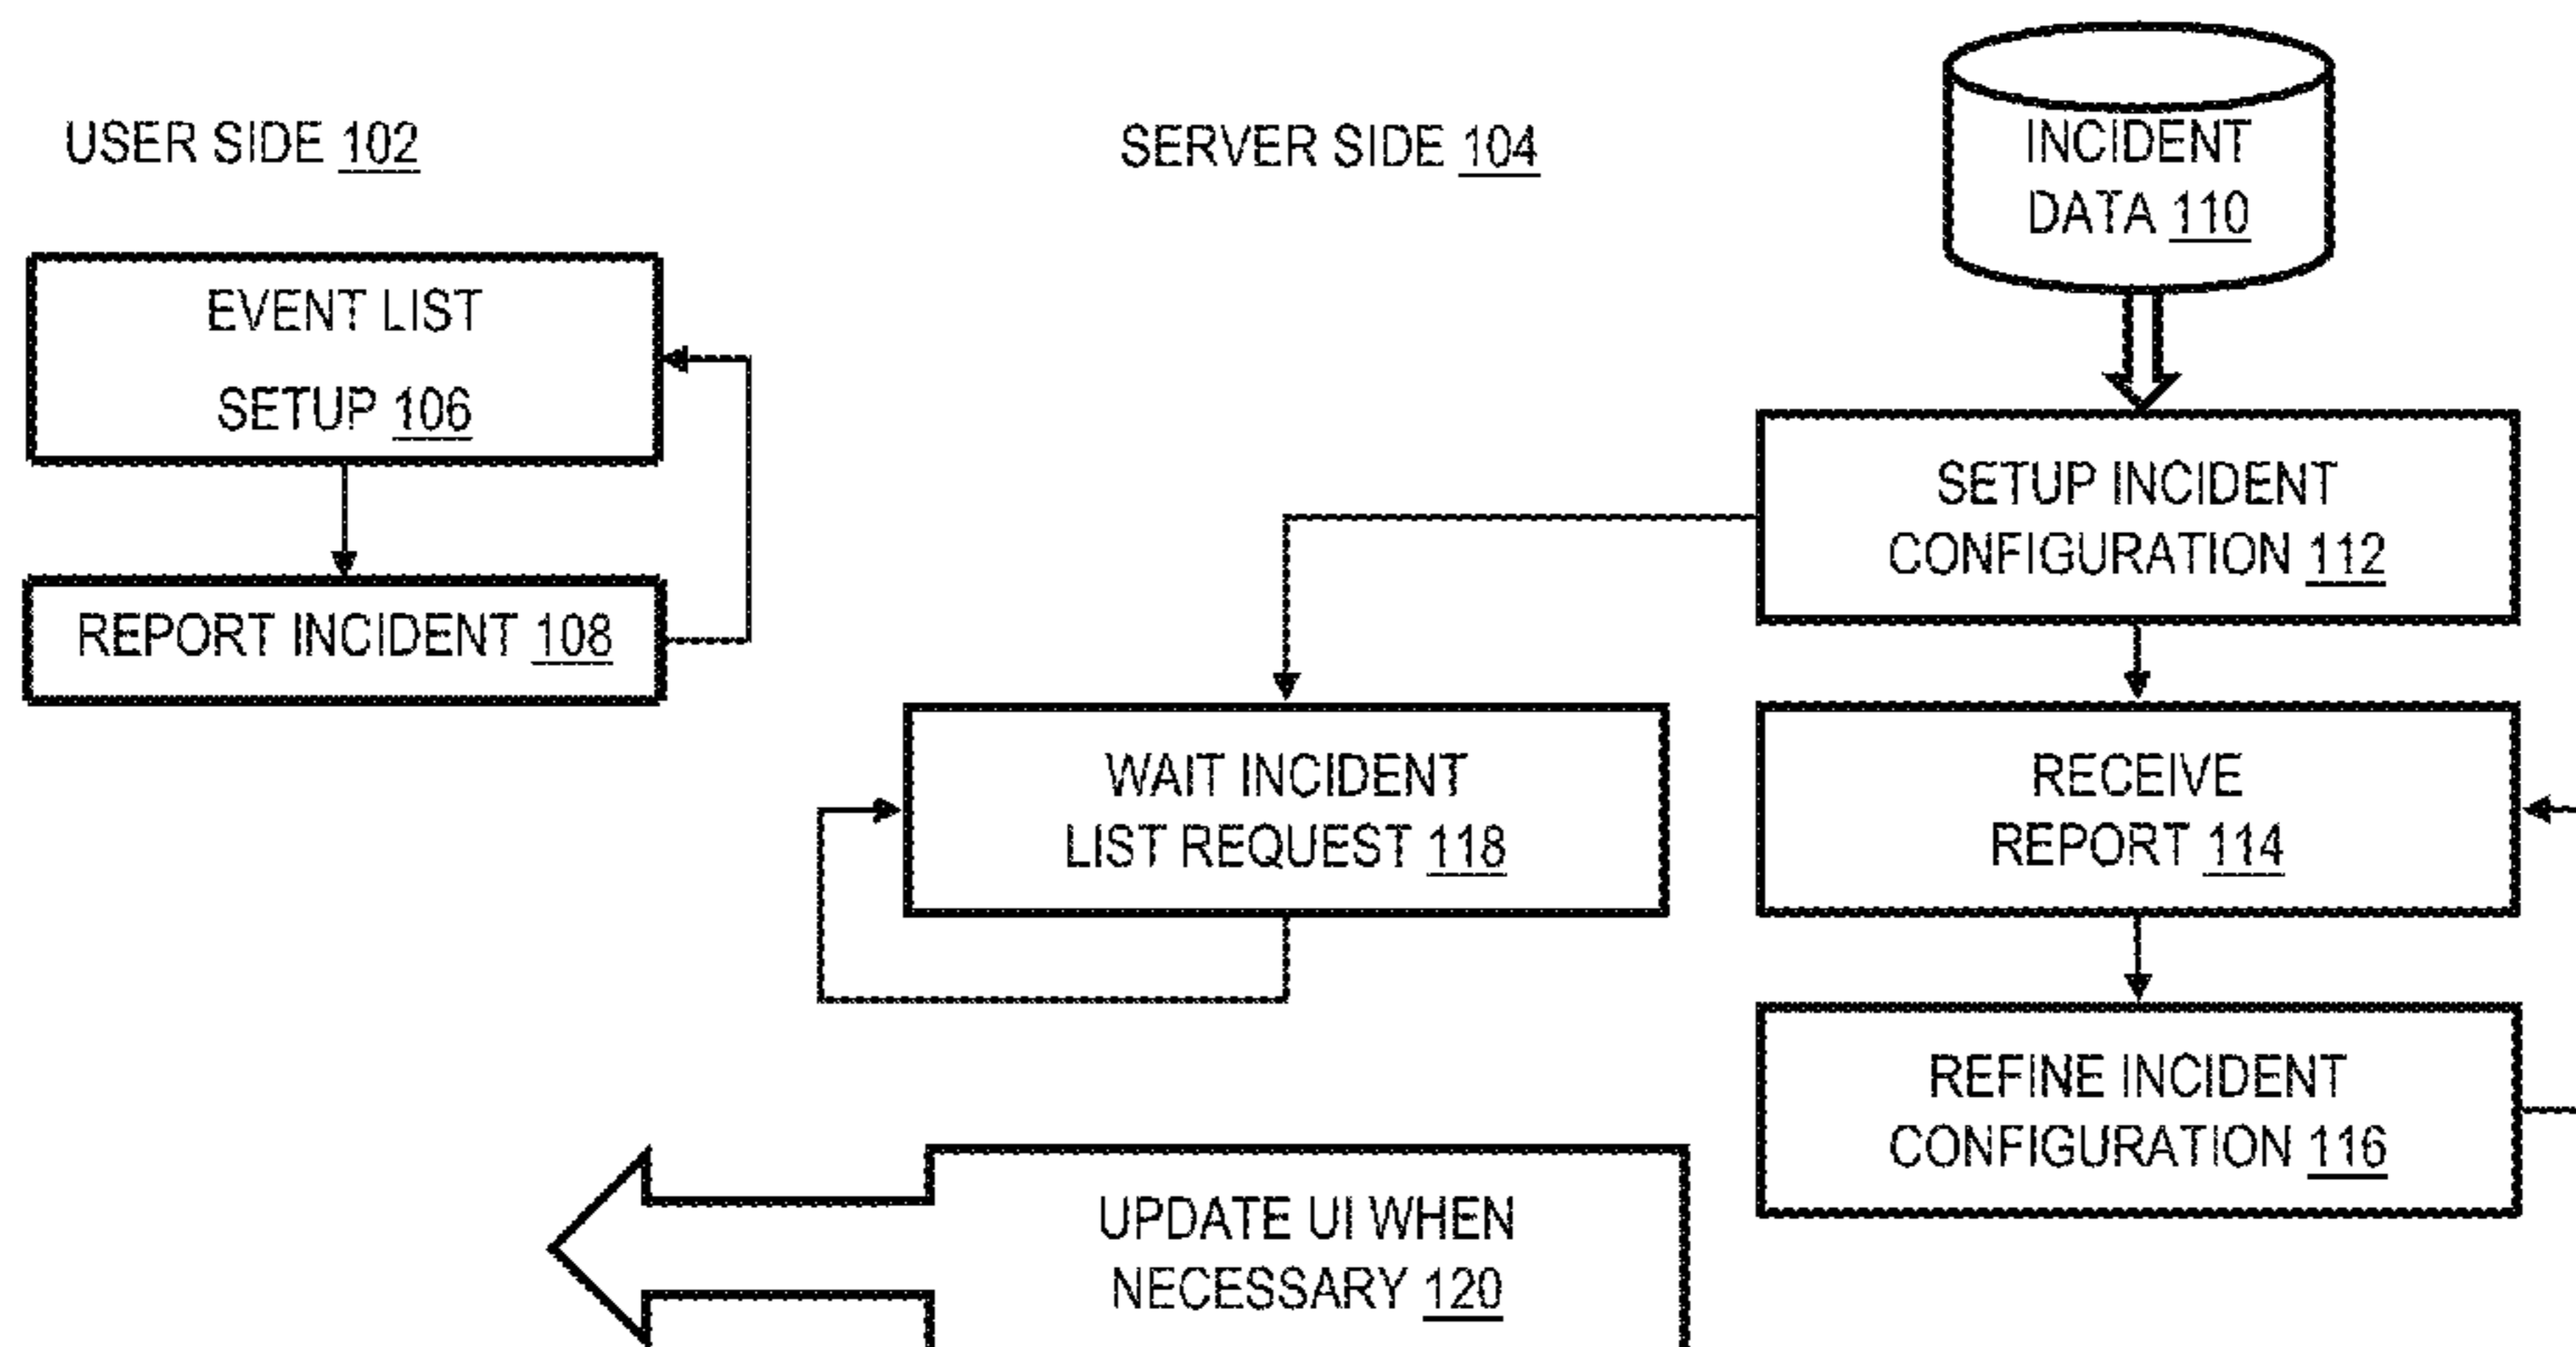 USER SIDE 102
SERVER SIDE 104
INCIDENT
DATA 110
EVENT LIST
SETUP 106
REPORT INCIDENT 108
SETUP INCIDENT
CONFIGURATION 112
WAIT INCIDENT
LIST REQUEST 118
RECEIVE
REPORT 114
REFINE INCIDENT
CONFIGURATION 116
UPDATE UI WHEN
NECESSARY 120